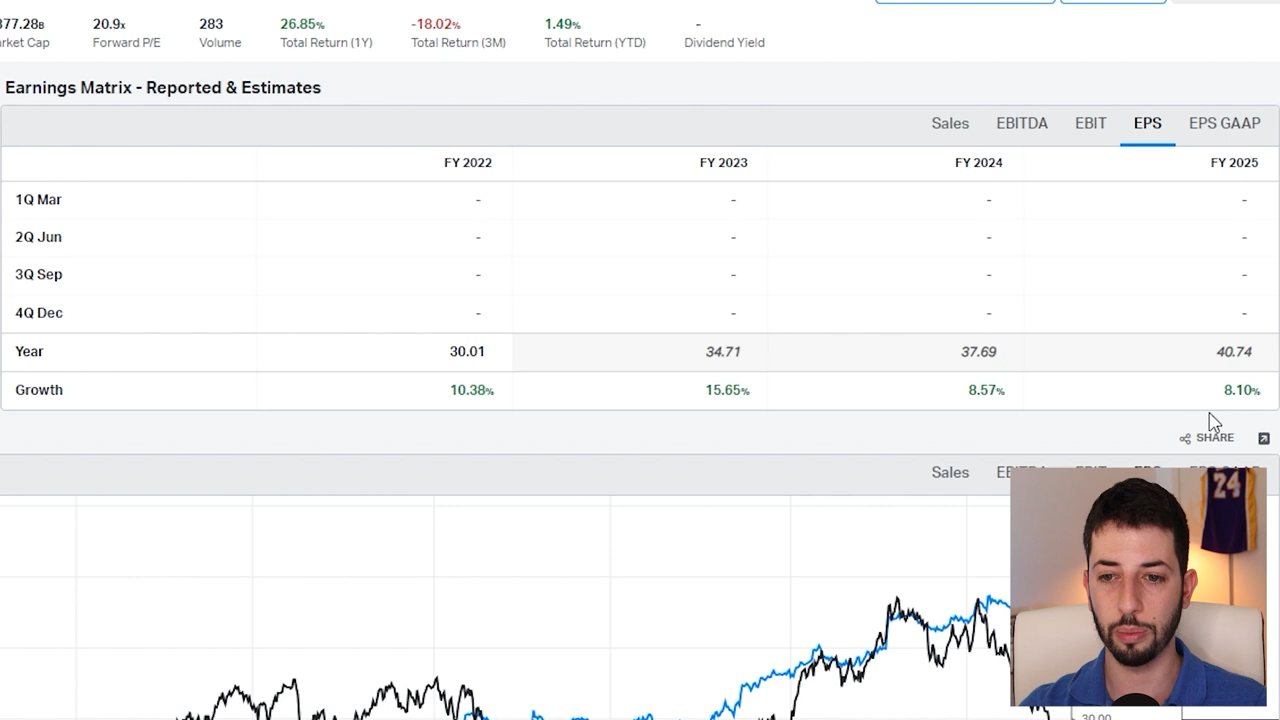 377.28B 20.9x 283 26.85% -18.02% 1.49% -
rket Cap Forward P/E Volume Total Return (1Y) Total Return (3M) Total Return (YTD) Dividend Yield
Earnings Matrix - Reported & Estimates
Sales EBITDA EBIT EPS EPS GAAP
FY 2022 FY 2023 FY 2024 FY 2025
1Q Mar - - - -
2Q Jun - - - -
3Q Sep - - - -
4Q Dec - - - -
Year 30.01 34.71 37.69 40.74
Growth 10.38% 15.65% 8.57% 8.10%
SHARE
Sales
24
30.00